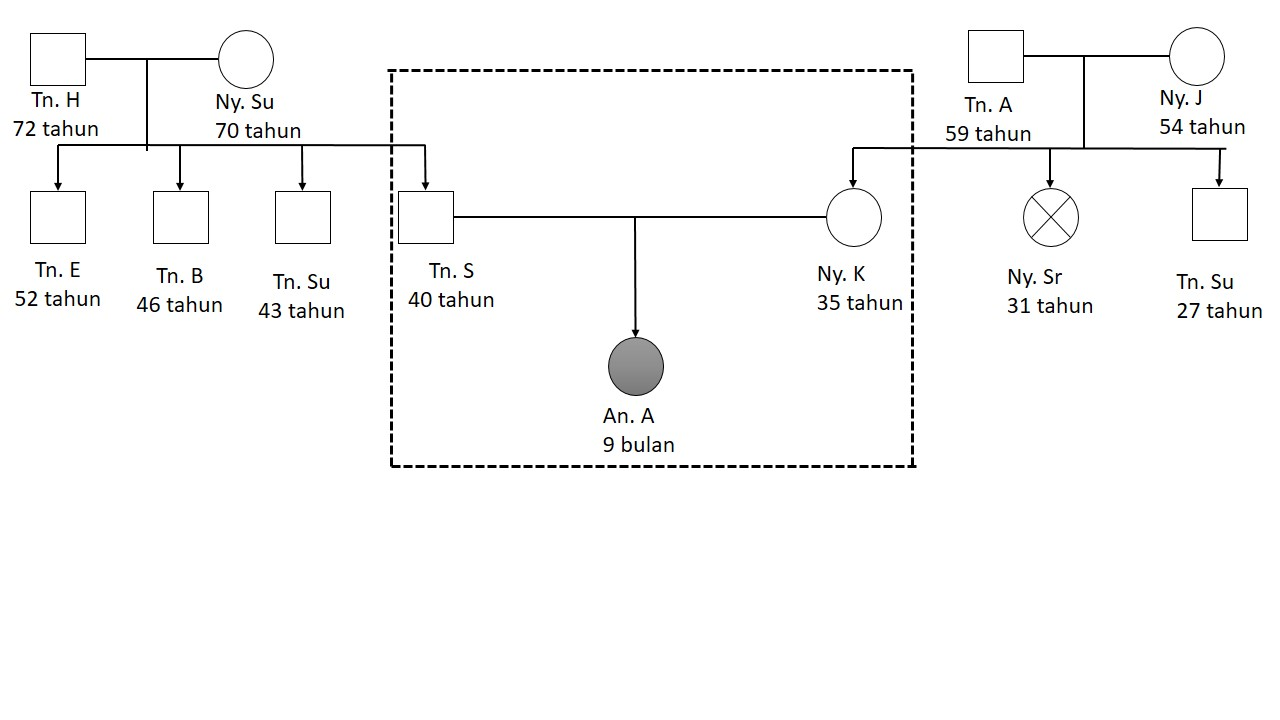 Tn. H
72 tahun
Ny. Su
70 tahun
Tn. A
59 tahun
Ny. J
54 tahun
Tn. E
52 tahun
Tn. B
46 tahun
Tn. Su
43 tahun
Tn. S
40 tahun
Ny. K
35 tahun
Ny. Sr
31 tahun
Tn. Su
27 tahun
An. A
9 bulan